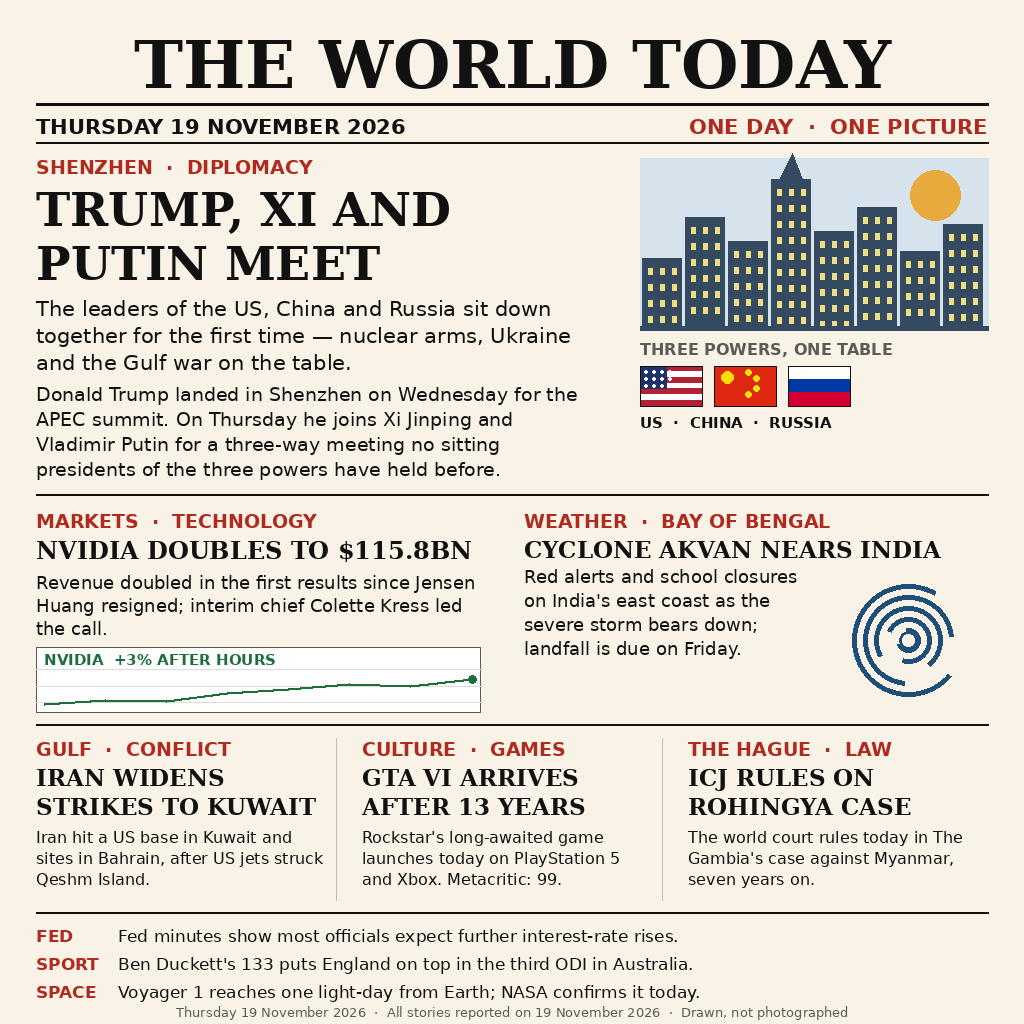 THE WORLD TODAY
THURSDAY 19 NOVEMBER 2026
ONE DAY · ONE PICTURE
SHENZHEN · DIPLOMACY
TRUMP, XI AND
PUTIN MEET
The leaders of the US, China and Russia sit down
together for the first time — nuclear arms, Ukraine
and the Gulf war on the table.
Donald Trump landed in Shenzhen on Wednesday for the
APEC summit. On Thursday he joins Xi Jinping and
Vladimir Putin for a three-way meeting no sitting
presidents of the three powers have held before.
THREE POWERS, ONE TABLE
US · CHINA · RUSSIA
MARKETS · TECHNOLOGY
NVIDIA DOUBLES TO $115.8BN
Revenue doubled in the first results since Jensen
Huang resigned; interim chief Colette Kress led
the call.
NVIDIA +3% AFTER HOURS
WEATHER · BAY OF BENGAL
CYCLONE AKVAN NEARS INDIA
Red alerts and school closures
on India's east coast as the
severe storm bears down;
landfall is due on Friday.
GULF · CONFLICT
IRAN WIDENS
STRIKES TO KUWAIT
Iran hit a US base in Kuwait and
sites in Bahrain, after US jets struck
Qeshm Island.
CULTURE · GAMES
GTA VI ARRIVES
AFTER 13 YEARS
Rockstar's long-awaited game
launches today on PlayStation 5
and Xbox. Metacritic: 99.
THE HAGUE · LAW
ICJ RULES ON
ROHINGYA CASE
The world court rules today in The
Gambia's case against Myanmar,
seven years on.
FED Fed minutes show most officials expect further interest-rate rises.
SPORT Ben Duckett's 133 puts England on top in the third ODI in Australia.
SPACE Voyager 1 reaches one light-day from Earth; NASA confirms it today.
Thursday 19 November 2026 · All stories reported on 19 November 2026 · Drawn, not photographed